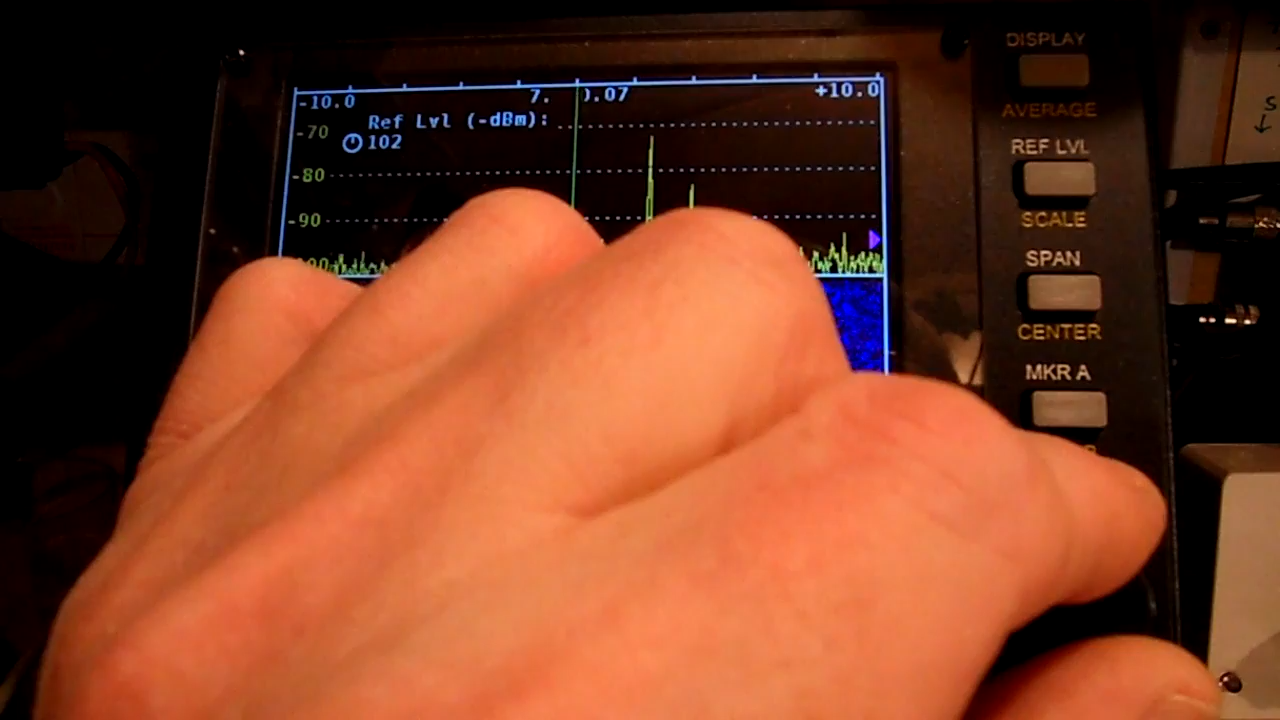 -10.0 7. 0.07 +10.0
-70 Ref Lvl (-dBm):
102
-80
-90
DISPLAY
AVERAGE
REF LVL
SCALE
SPAN
CENTER
MKR A
S